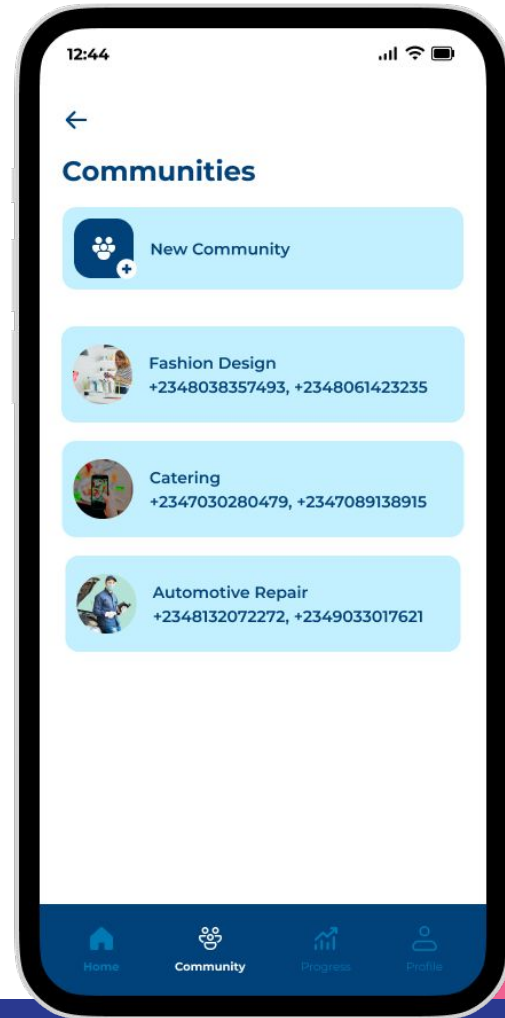 12:44
Communities
New Community
Fashion Design
+2348038357493, +2348061423235
Catering
+2347030280479, +2347089138915
Automotive Repair
+2348132072272, +2349033017621
Home Community Progress Profile